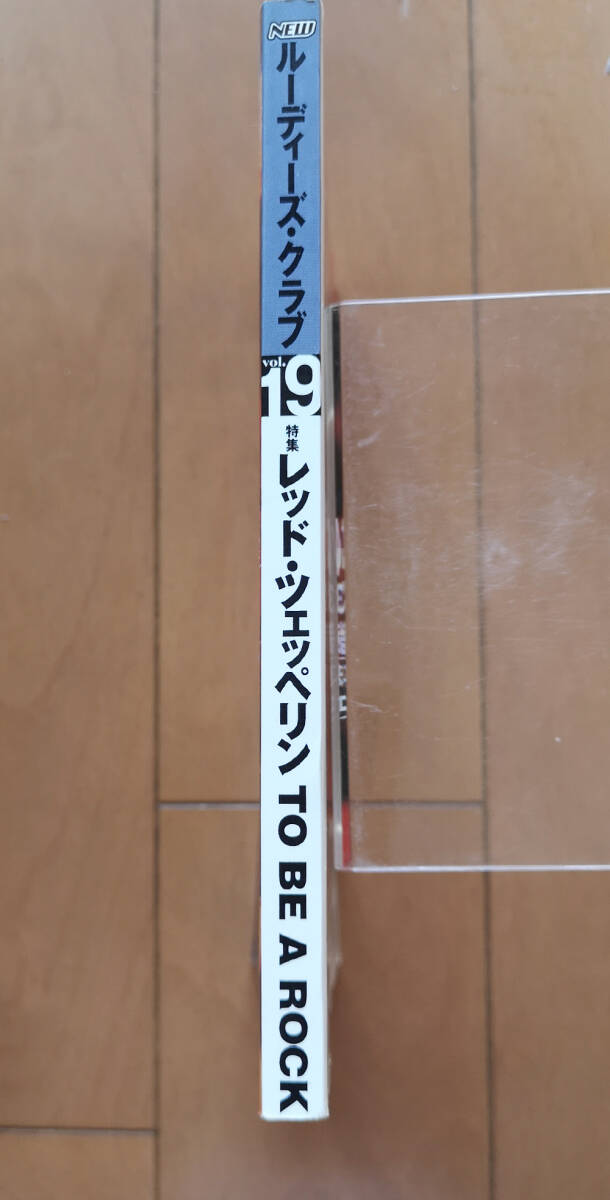 NEW
ルーディーズ・クラブ
vol.
19
特集
レッド・ツェッペリン TO BE A ROCK